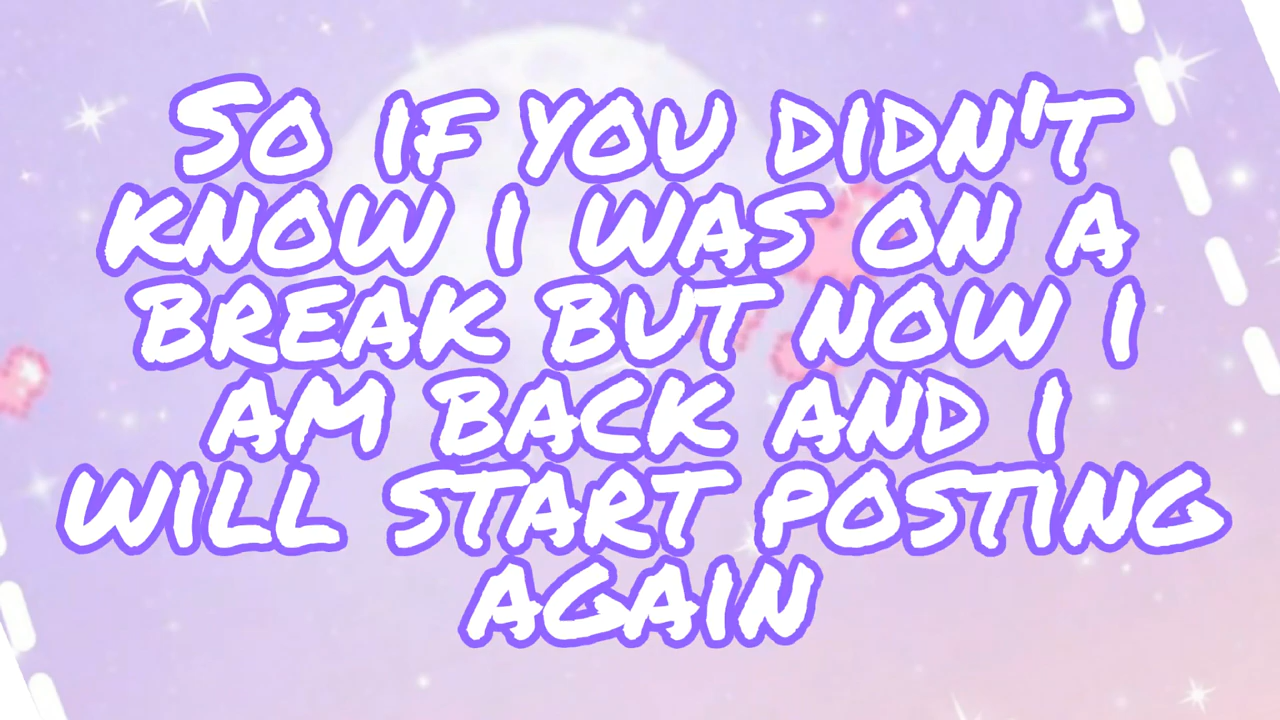 So if you didn't
know i was on a
break but now i
am back and i
will start posting
again